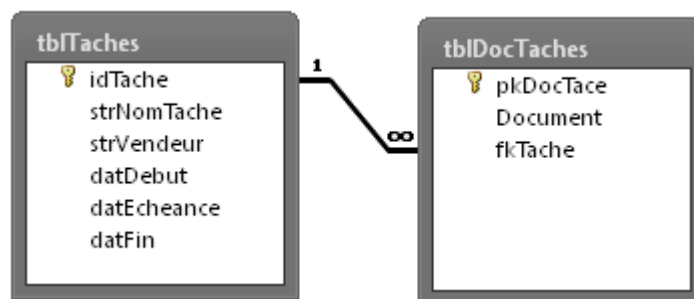 tblTaches
idTache
strNomTache
strVendeur
datDebut
datEcheance
datFin
1
∞
tblDocTaches
pkDocTace
Document
fkTache